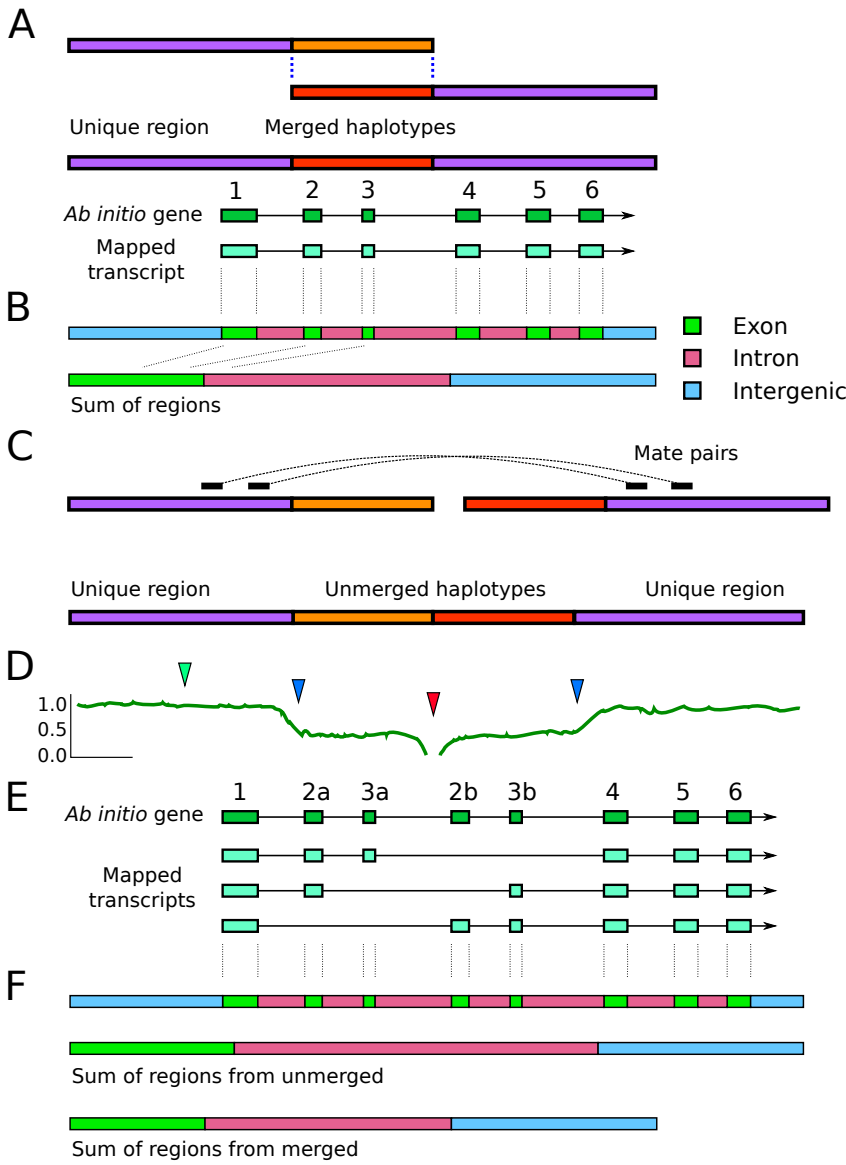 A
Unique region Merged haplotypes
1 2 3 4 5 6
Ab initio gene
Mapped
transcript
B
Exon
Intron
Intergenic
Sum of regions
C
Mate pairs
Unique region Unmerged haplotypes Unique region
D
1.0
0.5
0.0
E
1 2a 3a 2b 3b 4 5 6
Ab initio gene
Mapped
transcripts
F
Sum of regions from unmerged
Sum of regions from merged